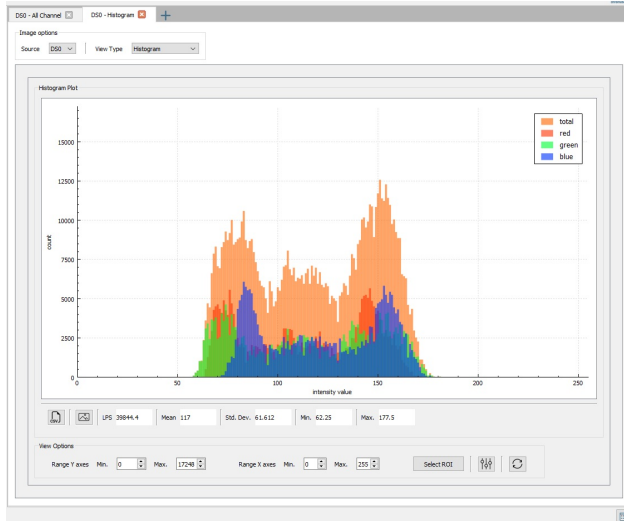 DS0 - All Channel DS0 - Histogram
Image options
Source DS0 View Type Histogram
Histogram Plot
total
red
green
blue
15000
12500
10000
7500
5000
2500
0
count
0 50 100 150 200 250
intensity value
CSV LPS 39844.4 Mean 117 Std. Dev. 61.612 Min. 62.25 Max. 177.5
View Options
Range Y axes Min. 0 Max. 17248 Range X axes Min. 0 Max. 255 Select ROI